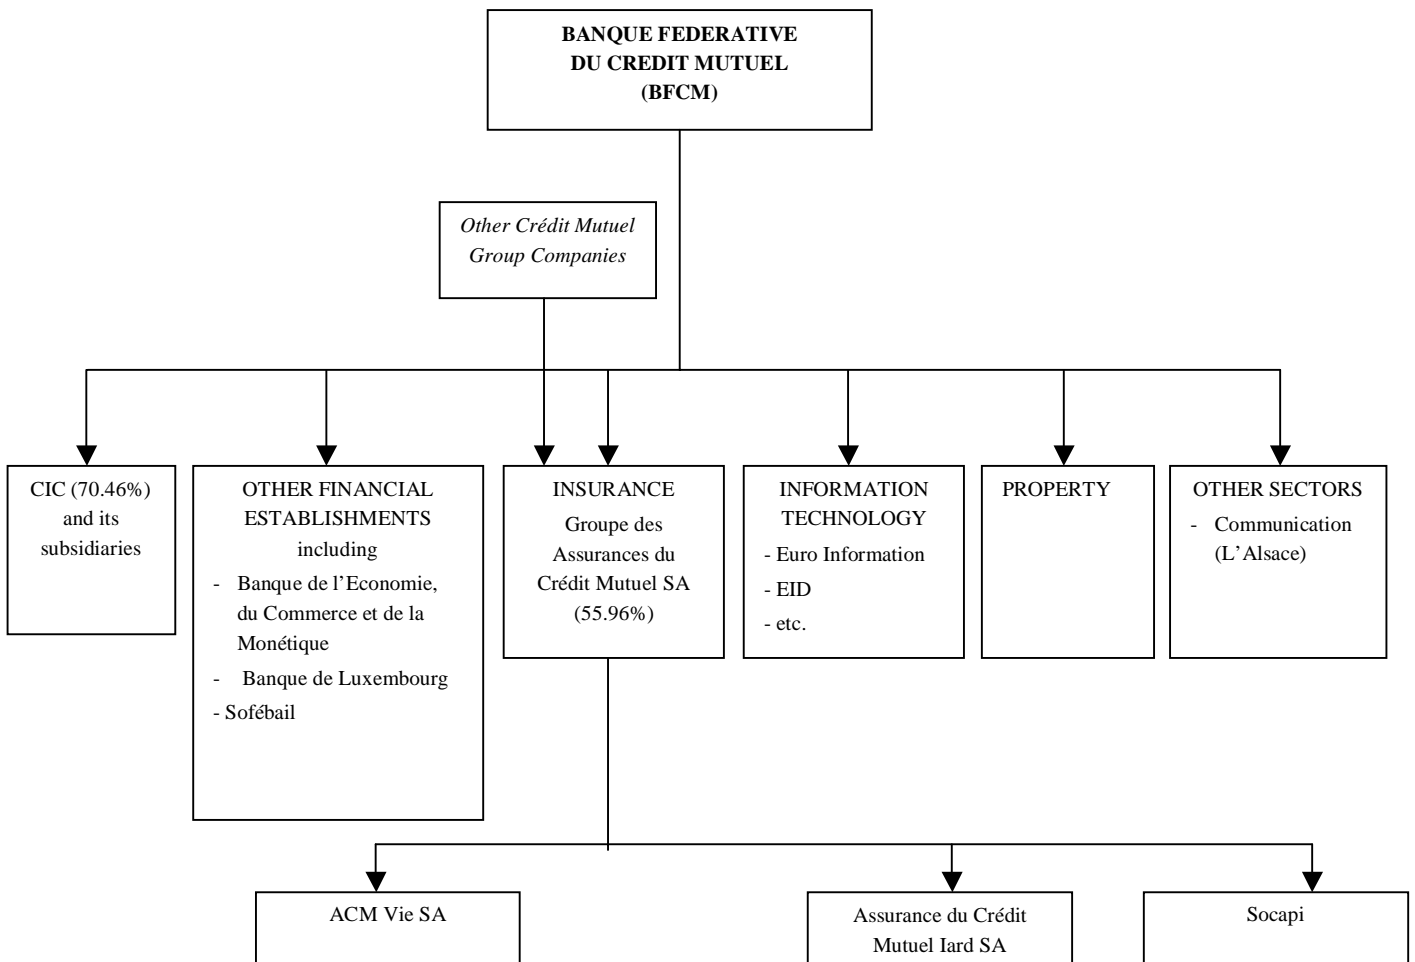 BANQUE FEDERATIVE
DU CREDIT MUTUEL
(BFCM)
Other Crédit Mutuel
Group Companies
CIC (70.46%)
and its
subsidiaries
OTHER FINANCIAL
ESTABLISHMENTS
including
- Banque de l’Economie,
du Commerce et de la
Monétique
- Banque de Luxembourg
- Sofébail
INSURANCE
Groupe des
Assurances du
Crédit Mutuel SA
(55.96%)
INFORMATION
TECHNOLOGY
- Euro Information
- EID
- etc.
PROPERTY
OTHER SECTORS
- Communication
(L’Alsace)
ACM Vie SA
Assurance du Crédit
Mutuel Iard SA
Socapi